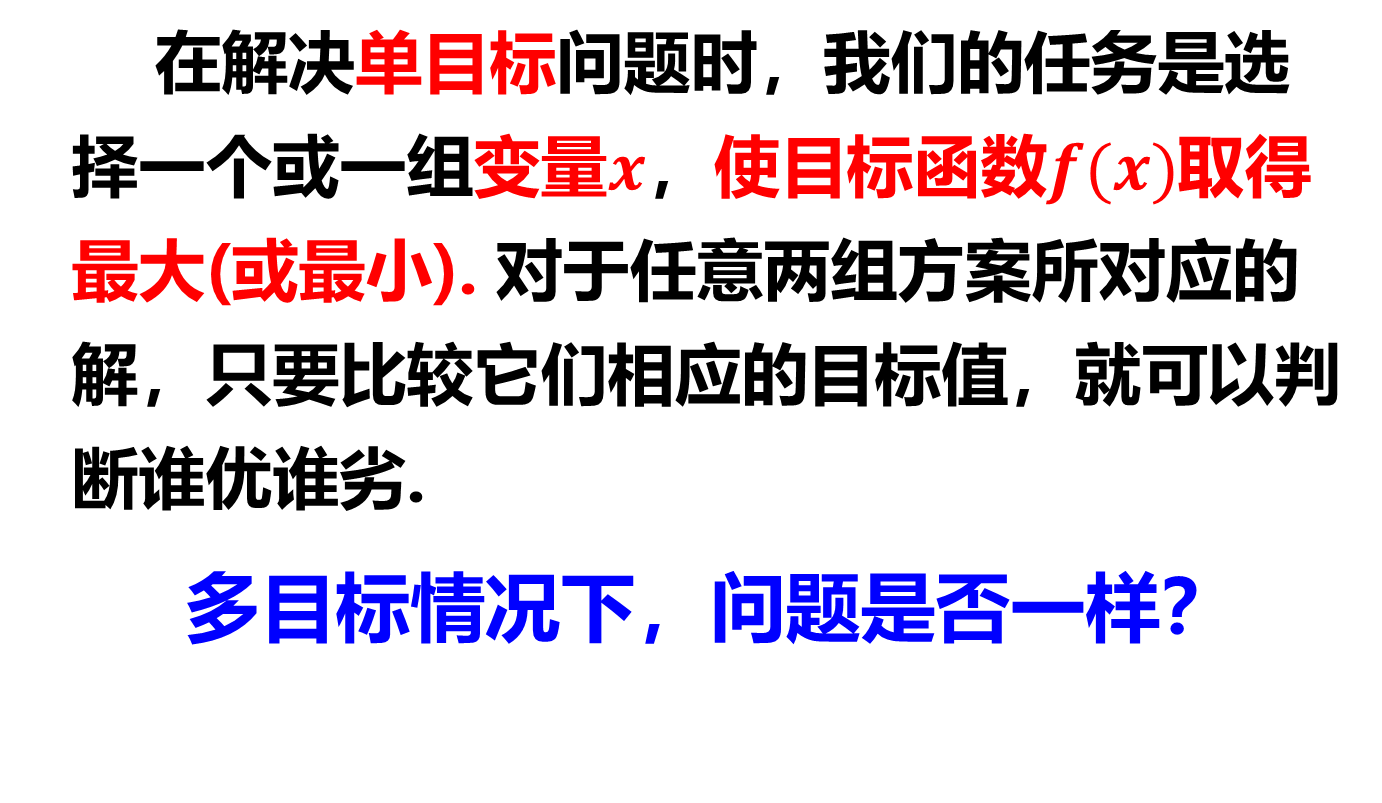 在解决单目标问题时，我们的任务是选
择一个或一组变量x，使目标函数f(x)取得
最大(或最小). 对于任意两组方案所对应的
解，只要比较它们相应的目标值，就可以判
断谁优谁劣.
多目标情况下，问题是否一样？